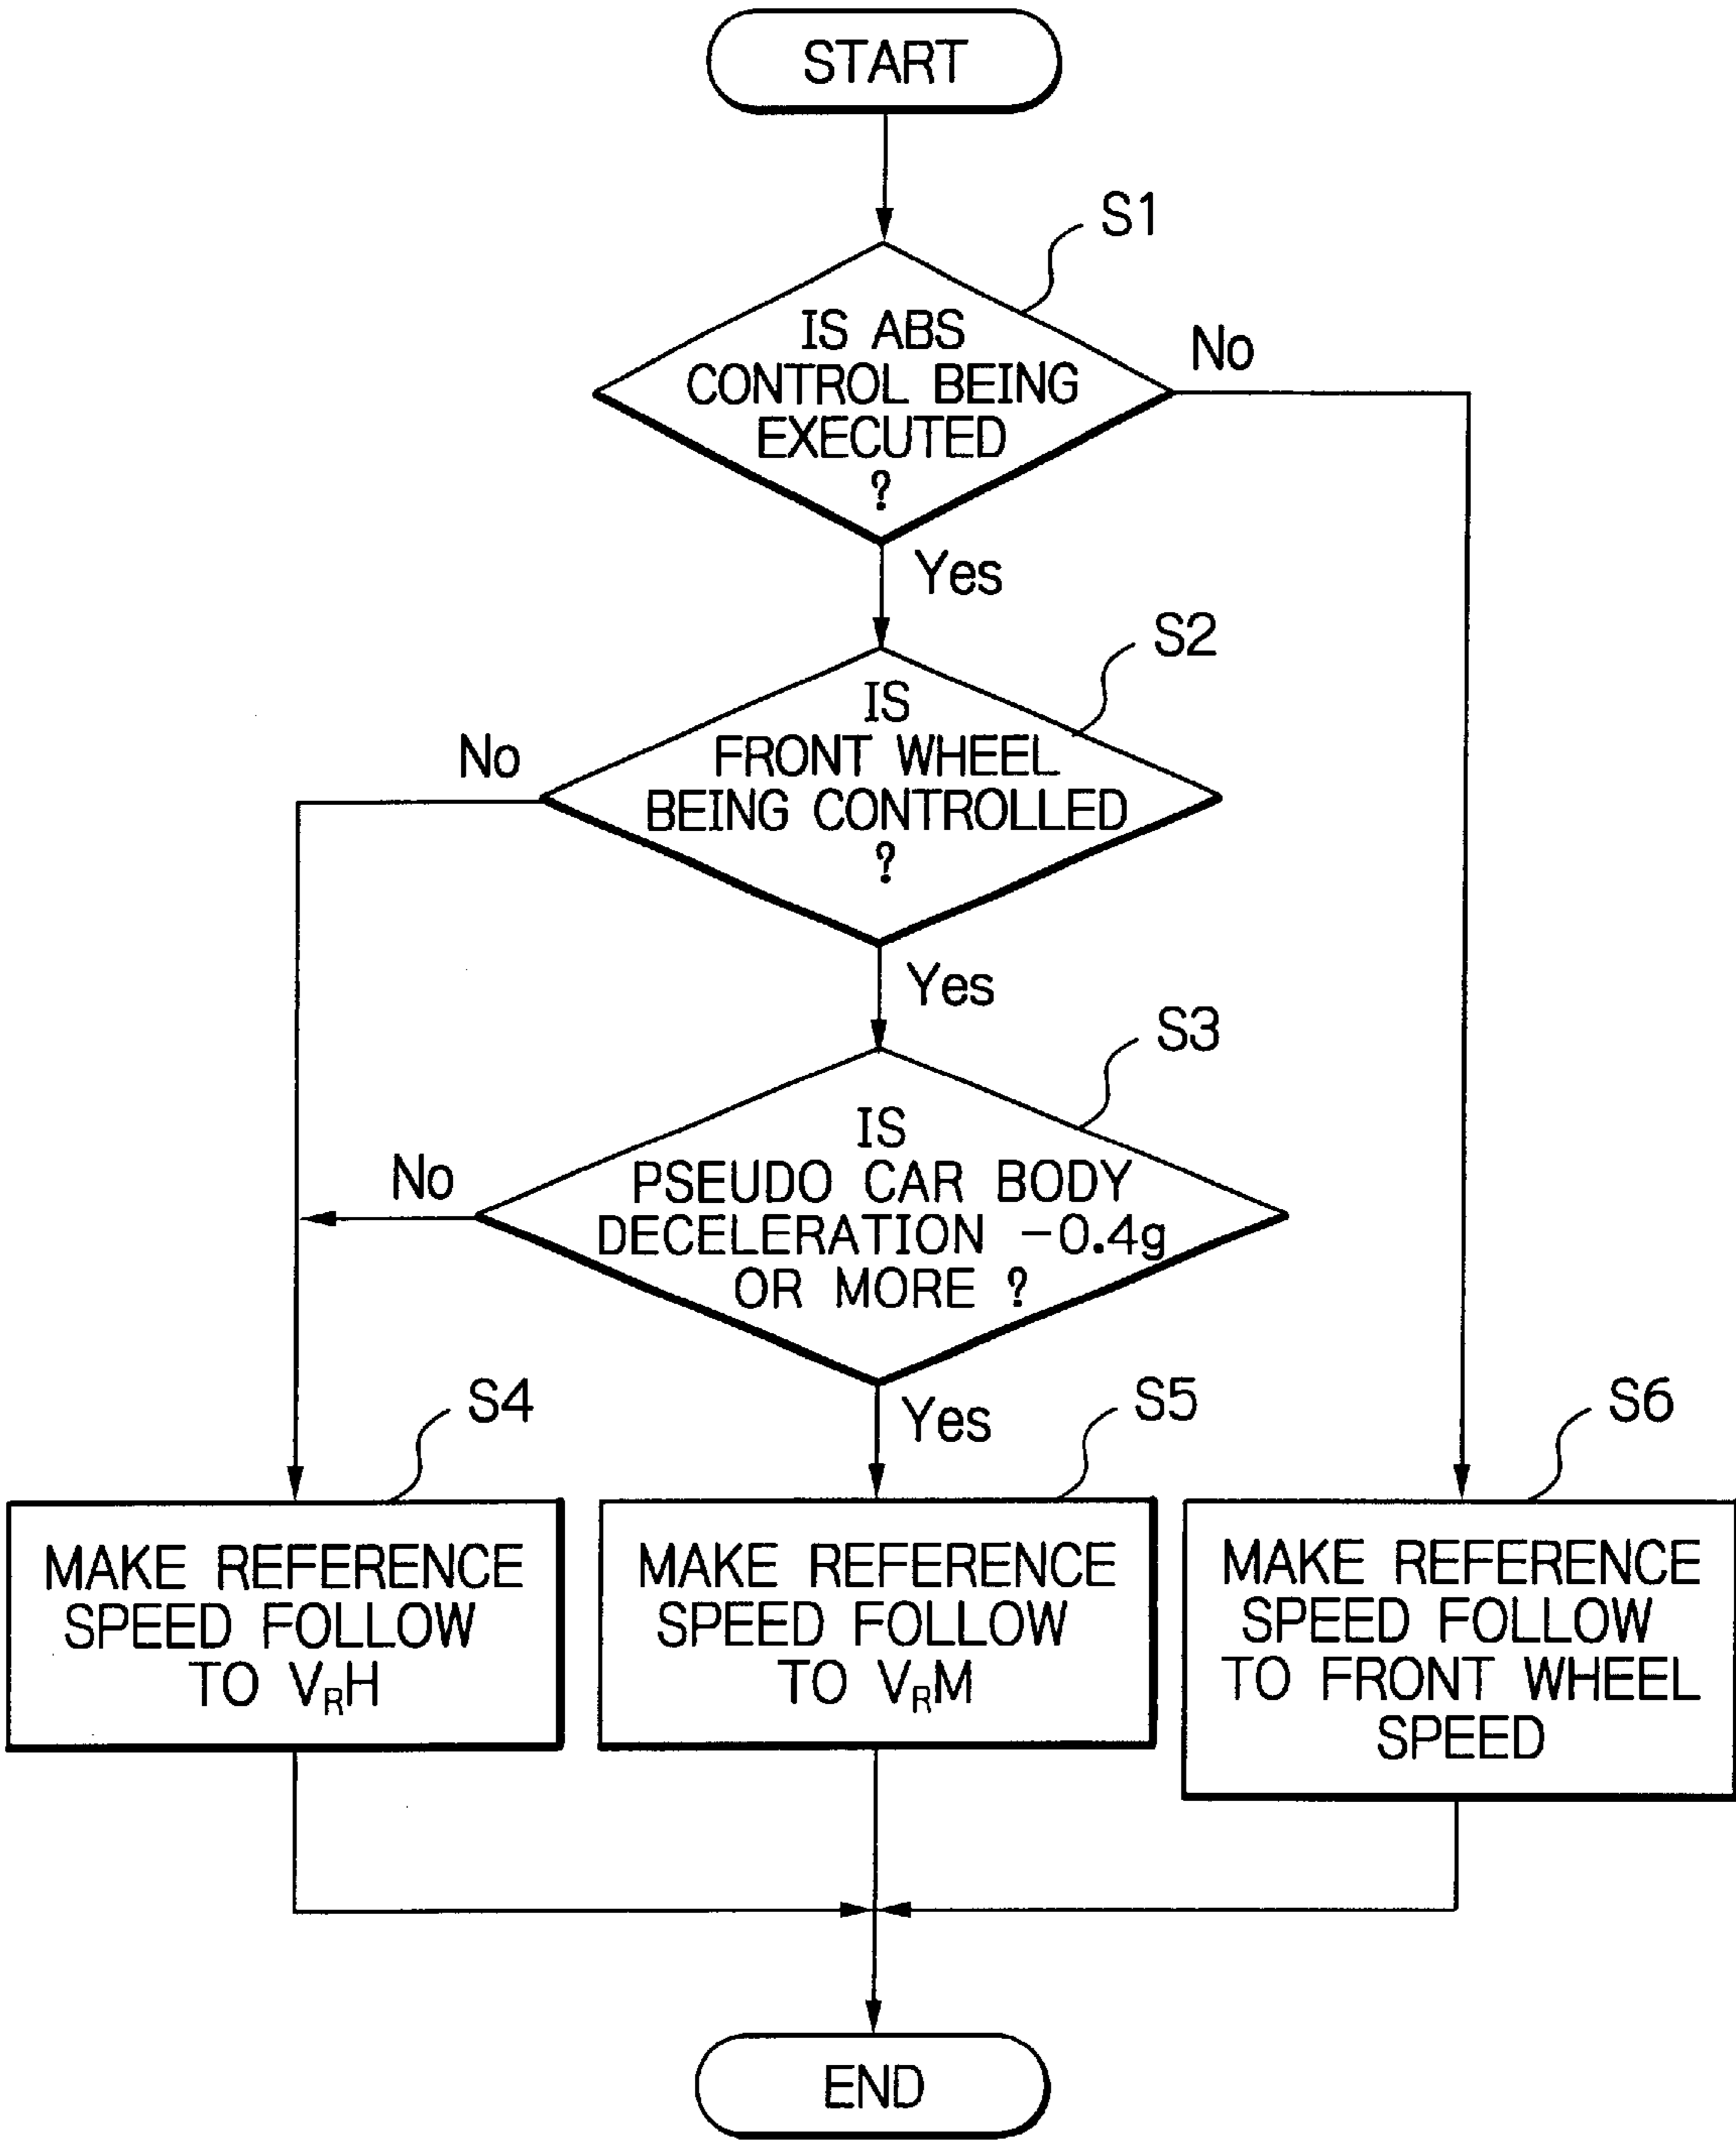 START
S1
IS ABS
CONTROL BEING
EXECUTED
?
No
Yes
S2
IS
FRONT WHEEL
BEING CONTROLLED
?
No
Yes
S3
IS
PSEUDO CAR BODY
DECELERATION -0.4g
OR MORE ?
No
Yes
S4
MAKE REFERENCE
SPEED FOLLOW
TO VRH
S5
MAKE REFERENCE
SPEED FOLLOW
TO VRM
S6
MAKE REFERENCE
SPEED FOLLOW
TO FRONT WHEEL
SPEED
END